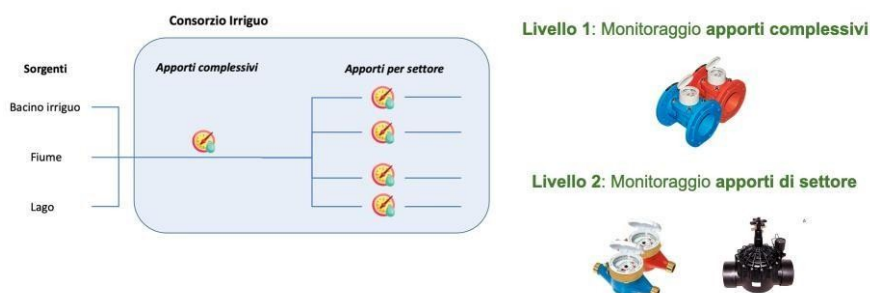 Consorzio Irriguo
Sorgenti
Apporti complessivi
Apporti per settore
Bacino irriguo
Fiume
Lago
Livello 1: Monitoraggio apporti complessivi
Livello 2: Monitoraggio apporti di settore